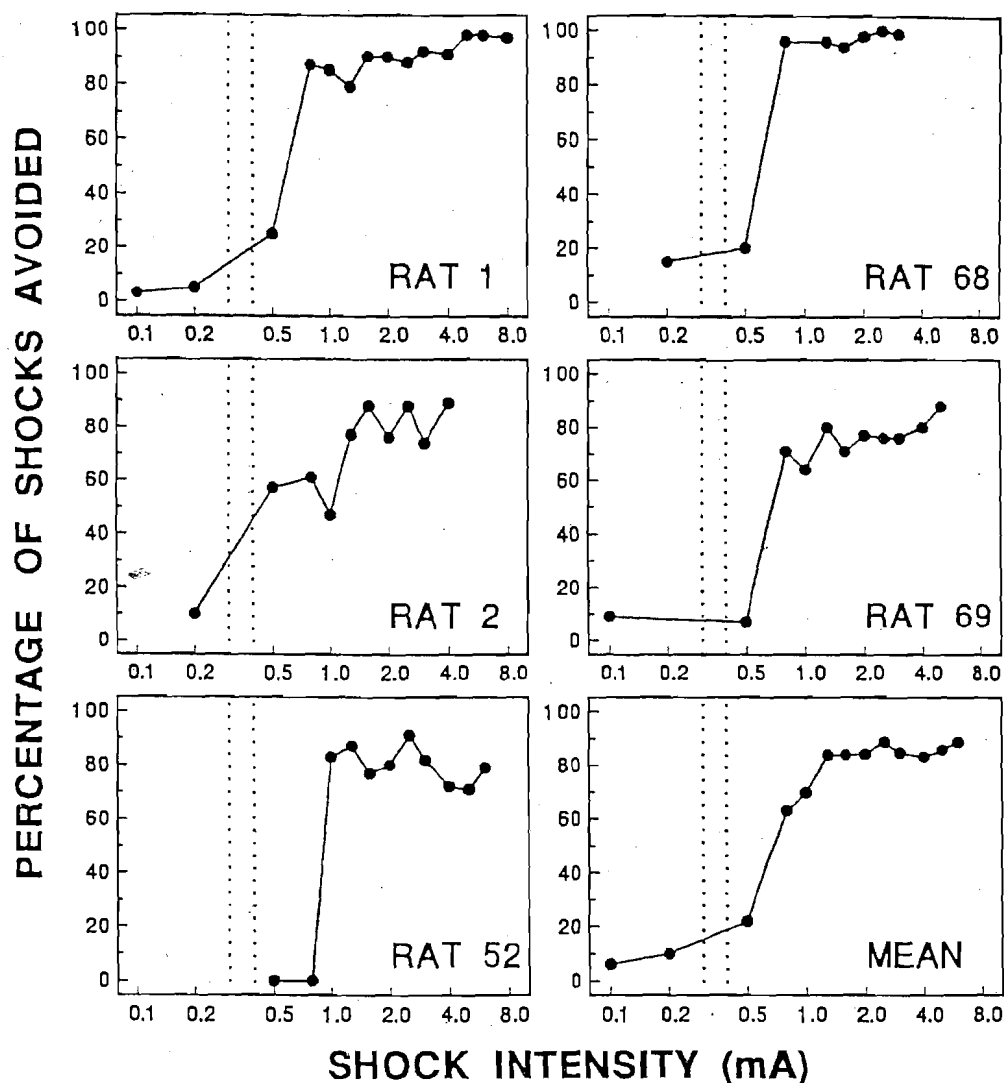 PERCENTAGE OF SHOCKS AVOIDED
100
80
60
40
20
0
RAT 1
0.1 0.2 0.5 1.0 2.0 4.0 8.0
100
80
60
40
20
0
RAT 68
0.1 0.2 0.5 1.0 2.0 4.0 8.0
100
80
60
40
20
0
RAT 2
0.1 0.2 0.5 1.0 2.0 4.0 8.0
100
80
60
40
20
0
RAT 69
0.1 0.2 0.5 1.0 2.0 4.0 8.0
100
80
60
40
20
0
RAT 52
0.1 0.2 0.5 1.0 2.0 4.0 8.0
100
80
60
40
20
0
MEAN
0.1 0.2 0.5 1.0 2.0 4.0 8.0
SHOCK INTENSITY (mA)